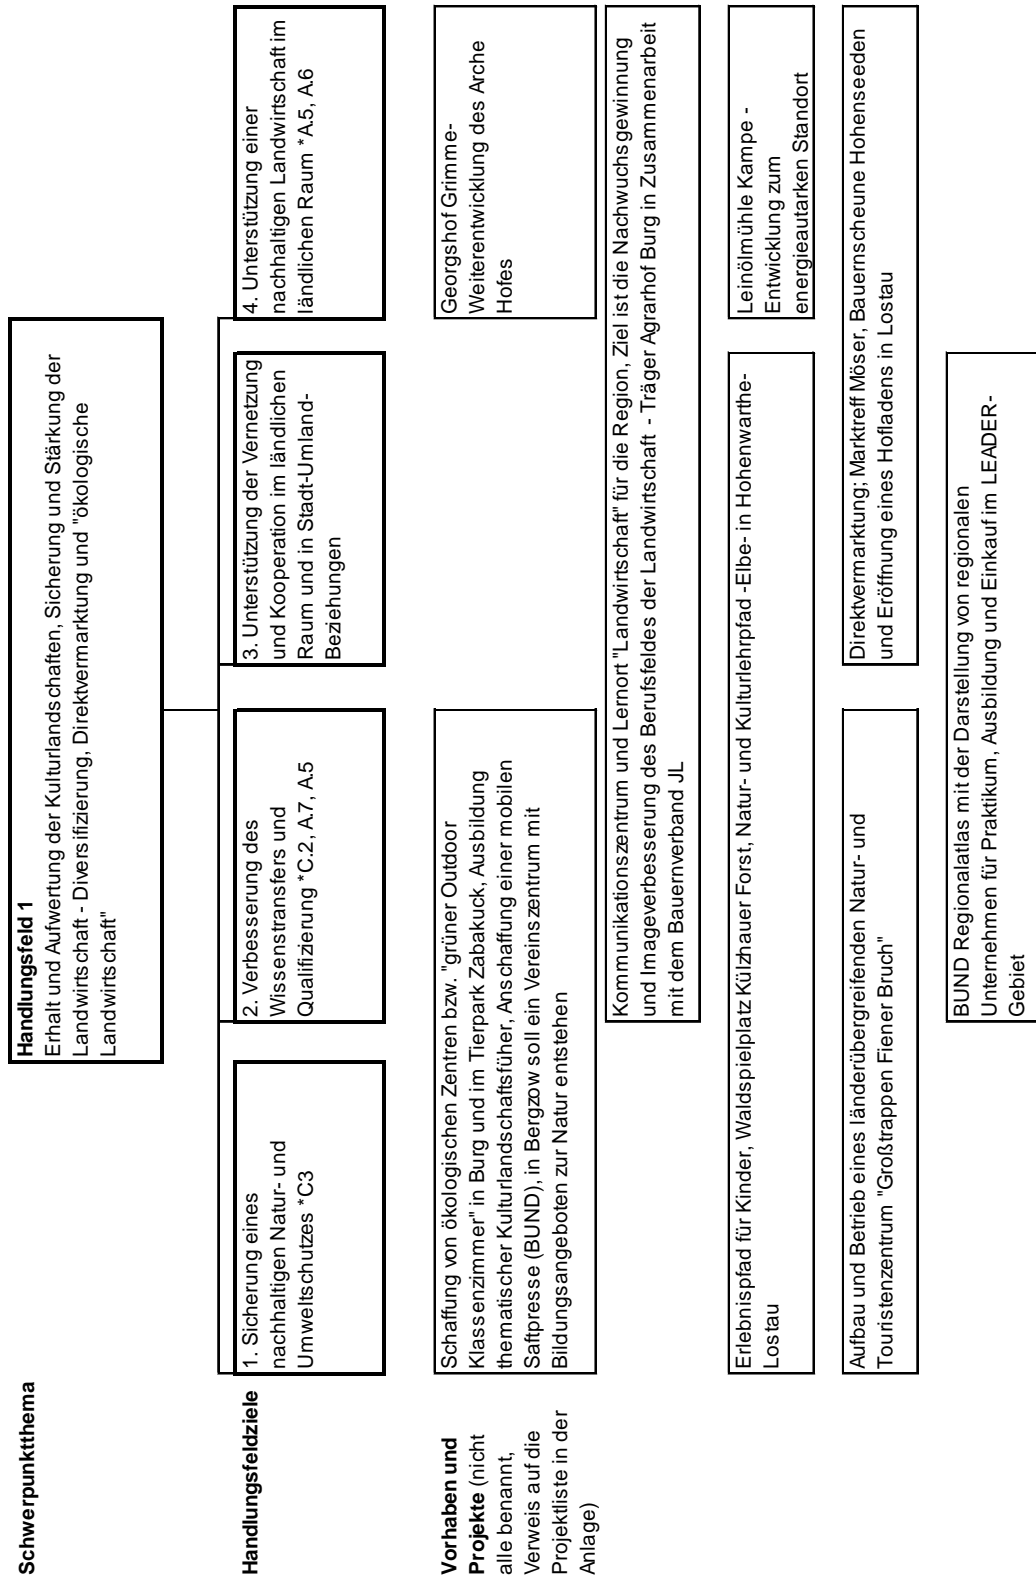 Schwerpunktthema
Handlungsfeld 1
Erhalt und Aufwertung der Kulturlandschaften, Sicherung und Stärkung der
Landwirtschaft - Diversifizierung, Direktvermarktung und "ökologische
Landwirtschaft"
Handlungsfeldziele
1. Sicherung eines
nachhaltigen Natur- und
Umweltschutzes *C3
2. Verbesserung des
Wissenstransfers und
Qualifizierung *C.2, A.7, A.5
3. Unterstützung der Vernetzung
und Kooperation im ländlichen
Raum und in Stadt-Umland-
Beziehungen
4. Unterstützung einer
nachhaltigen Landwirtschaft im
ländlichen Raum *A.5, A.6
Vorhaben und
Projekte (nicht
alle benannt,
Verweis auf die
Projektliste in der
Anlage)
Schaffung von ökologischen Zentren bzw. "grüner Outdoor
Klassenzimmer" in Burg und im Tierpark Zabakuck, Ausbildung
thematischer Kulturlandschaftsfüher, Anschaffung einer mobilen
Saftpresse (BUND), in Bergzow soll ein Vereinszentrum mit
Bildungsangeboten zur Natur entstehen
Georgshof Grimme-
Weiterentwicklung des Arche
Hofes
Kommunikationszentrum und Lernort "Landwirtschaft" für die Region, Ziel ist die Nachwuchsgewinnung
und Imageverbesserung des Berufsfeldes der Landwirtschaft - Träger Agrarhof Burg in Zusammenarbeit
mit dem Bauernverband JL
Erlebnispfad für Kinder, Waldspielplatz Külzhauer Forst, Natur- und Kulturlehrpfad -Elbe- in Hohenwarthe-
Lostau
Leinölmühle Kampe -
Entwicklung zum
energieautarken Standort
Aufbau und Betrieb eines länderübergreifenden Natur- und
Touristenzentrum "Großtrappen Fiener Bruch"
Direktvermarktung; Marktreff Möser, Bauernscheune Hohenseeden
und Eröffnung eines Hofladens in Lostau
BUND Regionalatlas mit der Darstellung von regionalen
Unternehmen für Praktikum, Ausbildung und Einkauf im LEADER-
Gebiet